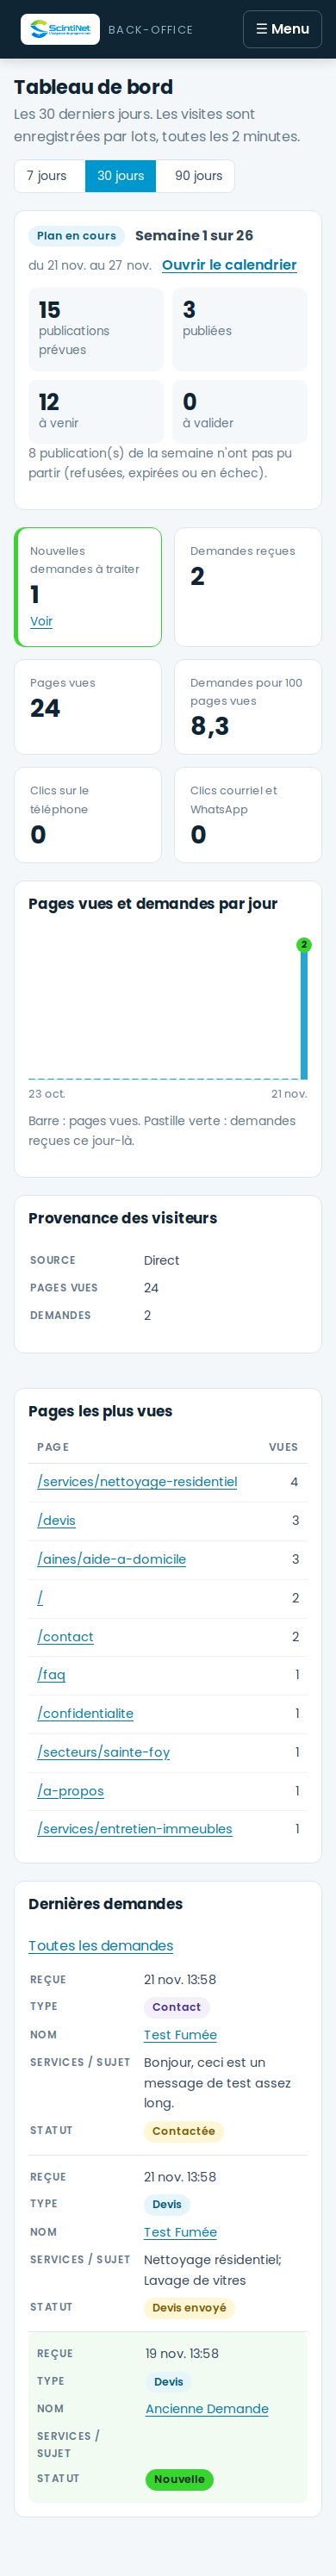 ScintiNet
BACK-OFFICE
☰ Menu
Tableau de bord
Les 30 derniers jours. Les visites sont
enregistrées par lots, toutes les 2 minutes.
7 jours
30 jours
90 jours
Plan en cours
Semaine 1 sur 26
du 21 nov. au 27 nov.
Ouvrir le calendrier
15
publications
prévues
3
publiées
12
à venir
0
à valider
8 publication(s) de la semaine n'ont pas pu
partir (refusées, expirées ou en échec).
Nouvelles
demandes à traiter
1
Voir
Demandes reçues
2
Pages vues
24
Demandes pour 100
pages vues
8,3
Clics sur le
téléphone
0
Clics courriel et
WhatsApp
0
Pages vues et demandes par jour
2
23 oct.
21 nov.
Barre : pages vues. Pastille verte : demandes
reçues ce jour-là.
Provenance des visiteurs
SOURCE
Direct
PAGES VUES
24
DEMANDES
2
Pages les plus vues
PAGE
VUES
/services/nettoyage-residentiel
4
/devis
3
/aines/aide-a-domicile
3
/
2
/contact
2
/faq
1
/confidentialite
1
/secteurs/sainte-foy
1
/a-propos
1
/services/entretien-immeubles
1
Dernières demandes
Toutes les demandes
REÇUE
21 nov. 13:58
TYPE
Contact
NOM
Test Fumée
SERVICES / SUJET
Bonjour, ceci est un
message de test assez
long.
STATUT
Contactée
REÇUE
21 nov. 13:58
TYPE
Devis
NOM
Test Fumée
SERVICES / SUJET
Nettoyage résidentiel;
Lavage de vitres
STATUT
Devis envoyé
REÇUE
19 nov. 13:58
TYPE
Devis
NOM
Ancienne Demande
SERVICES /
SUJET
STATUT
Nouvelle